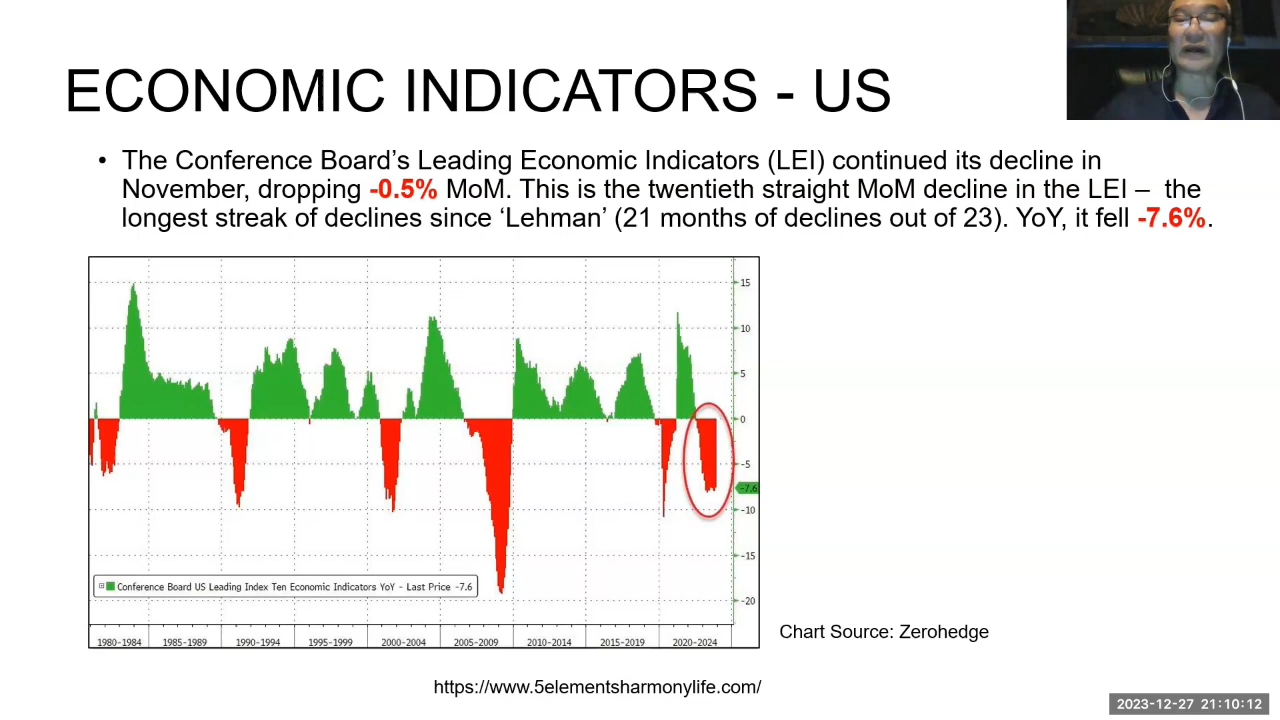 ECONOMIC INDICATORS - US
• The Conference Board’s Leading Economic Indicators (LEI) continued its decline in
November, dropping -0.5% MoM. This is the twentieth straight MoM decline in the LEI – the
longest streak of declines since ‘Lehman’ (21 months of declines out of 23). YoY, it fell -7.6%.
15
10
5
0
-5
-7.6
-10
-15
-20
Conference Board US Leading Index Ten Economic Indicators YoY - Last Price -7.6
1980-1984 1985-1989 1990-1994 1995-1999 2000-2004 2005-2009 2010-2014 2015-2019 2020-2024
Chart Source: Zerohedge
https://www.5elementsharmonylife.com/
2023-12-27 21:10:12